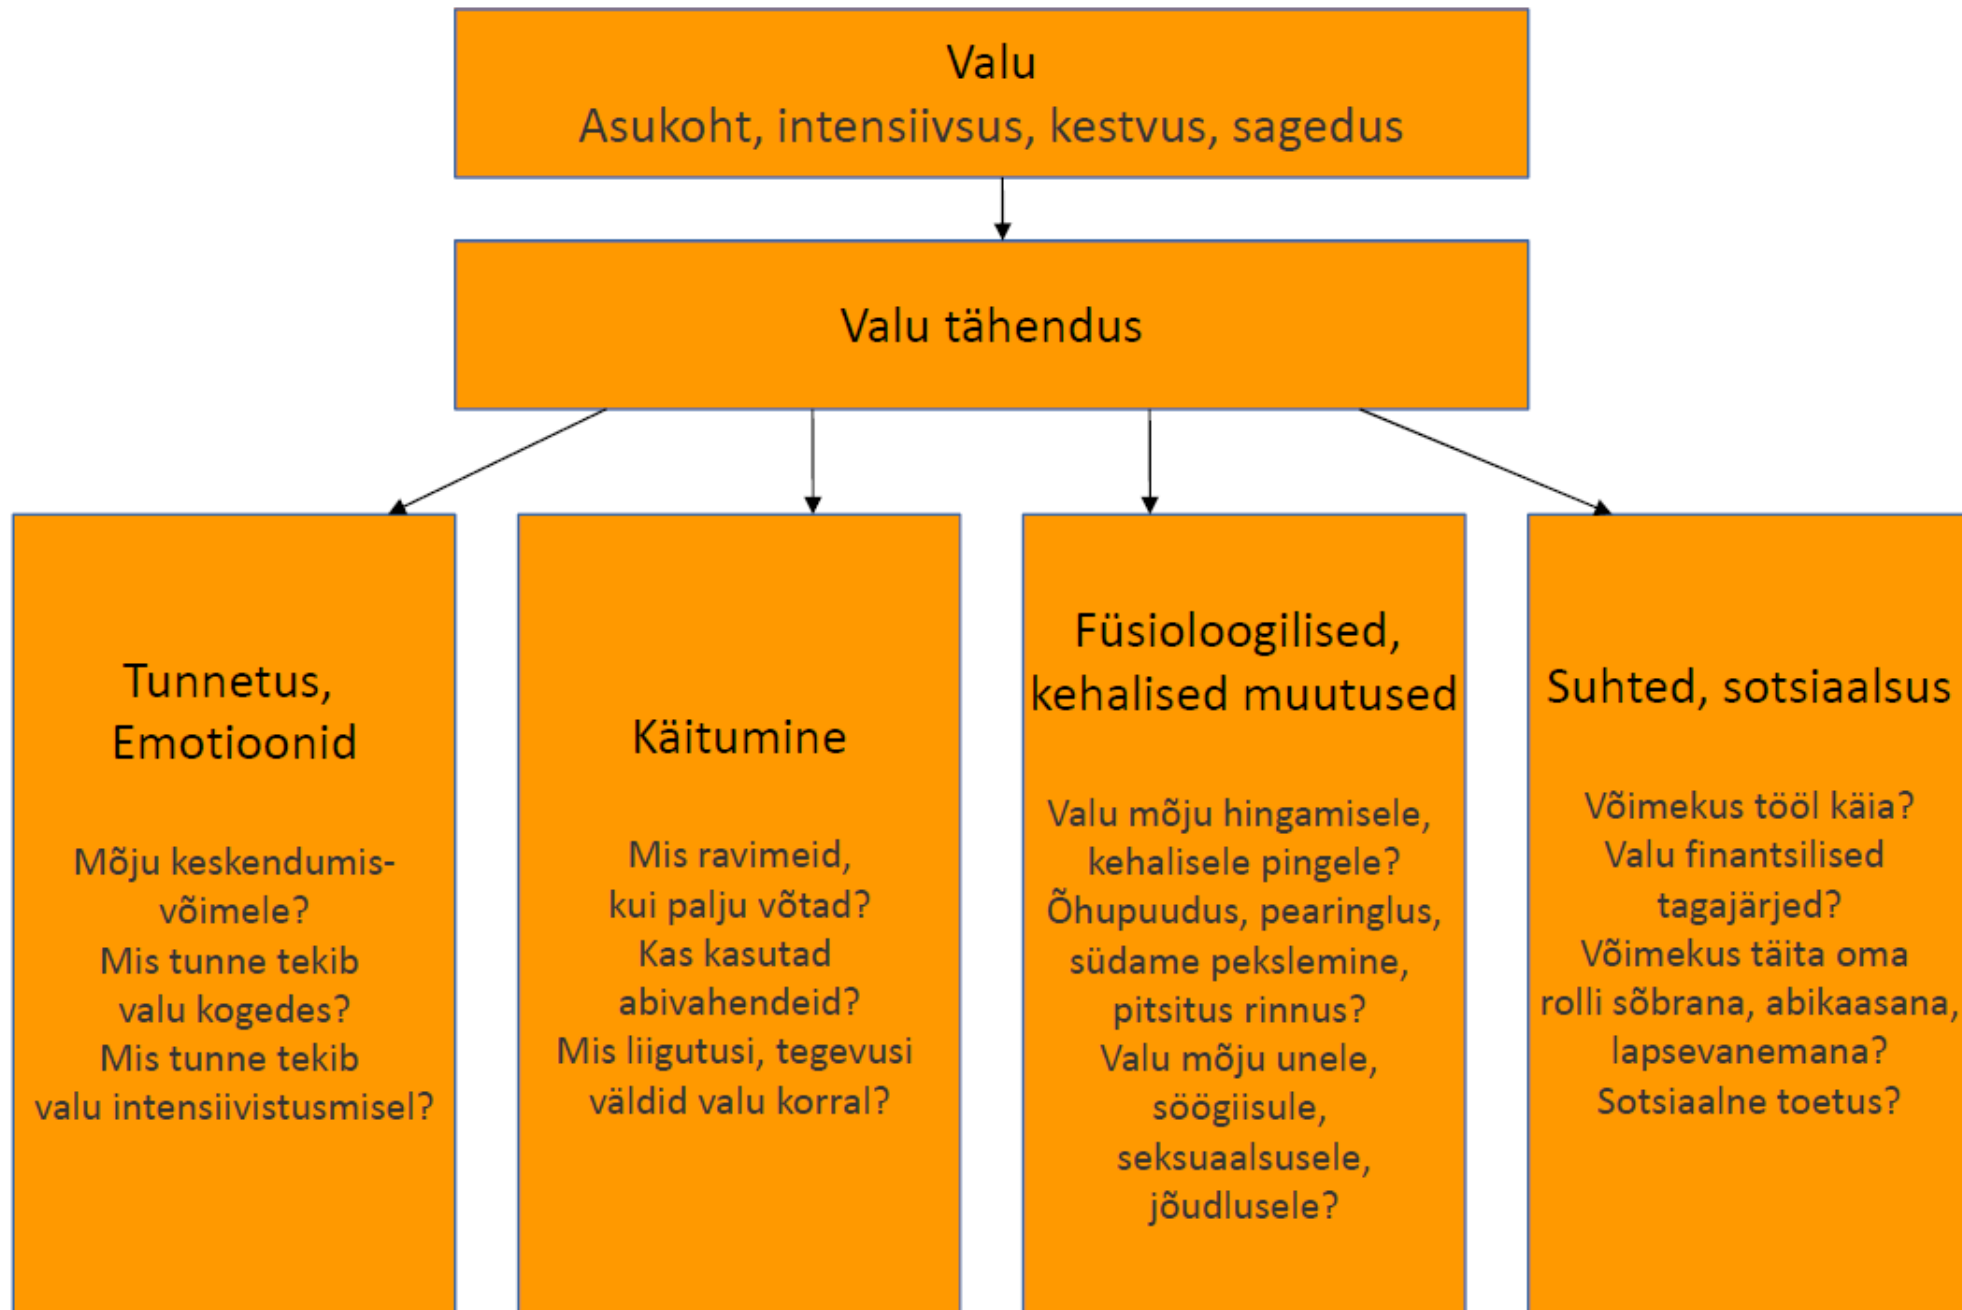 Valu
Asukoht, intensiivsus, kestvus, sagedus
Valu tähendus
Tunnetus,
Emotioonid
Mõju keskendumis-
võimele?
Mis tunne tekib
valu kogedes?
Mis tunne tekib
valu intensiivistusmisel?
Käitumine
Mis ravimeid,
kui palju võtad?
Kas kasutad
abivahendeid?
Mis liigutusi, tegevusi
väldid valu korral?
Füsioloogilised,
kehalised muutused
Valu mõju hingamisele,
kehalisele pingele?
Õhupuudus, pearinglus,
südame pekslemine,
pitsitus rinnus?
Valu mõju unele,
söögiisule,
seksuaalsusele,
jõudlusele?
Suhted, sotsiaalsus
Võimekus tööl käia?
Valu finantsilised
tagajärjed?
Võimekus täita oma
rolli sõbrana, abikaasana,
lapsevanemana?
Sotsiaalne toetus?